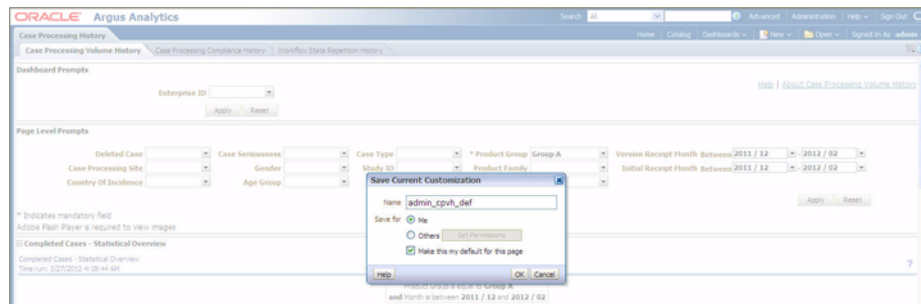 ORACLE Argus Analytics
Search All Advanced Administration Help Sign Out
Case Processing History Home Catalog Dashboards New Open Signed In As admin
Case Processing Volume History Case Processing Compliance History Workflow State Repetition History
Dashboard Prompts
Help | About Case Processing Volume History
Enterprise ID
Apply Reset
Page Level Prompts
Deleted Case Case Seriousness Case Type * Product Group Group A Version Receipt Month Between 2011 / 12 - 2012 / 02
Case Processing Site Gender Study ID Product Family Initial Receipt Month Between 2011 / 12 - 2012 / 02
Country Of Incidence Age Group
Save Current Customization
Name admin_cpvh_def
Save for Me
Others Set Permissions
Make this my default for this page
Help OK Cancel
Apply Reset
* Indicates mandatory field
Adobe Flash Player is required to view images
Completed Cases - Statistical Overview
Completed Cases - Statistical Overview
Time run: 3/27/2012 4:18:44 AM
?
Product Group is equal to Group A
and Month is between 2011 / 12 and 2012 / 02